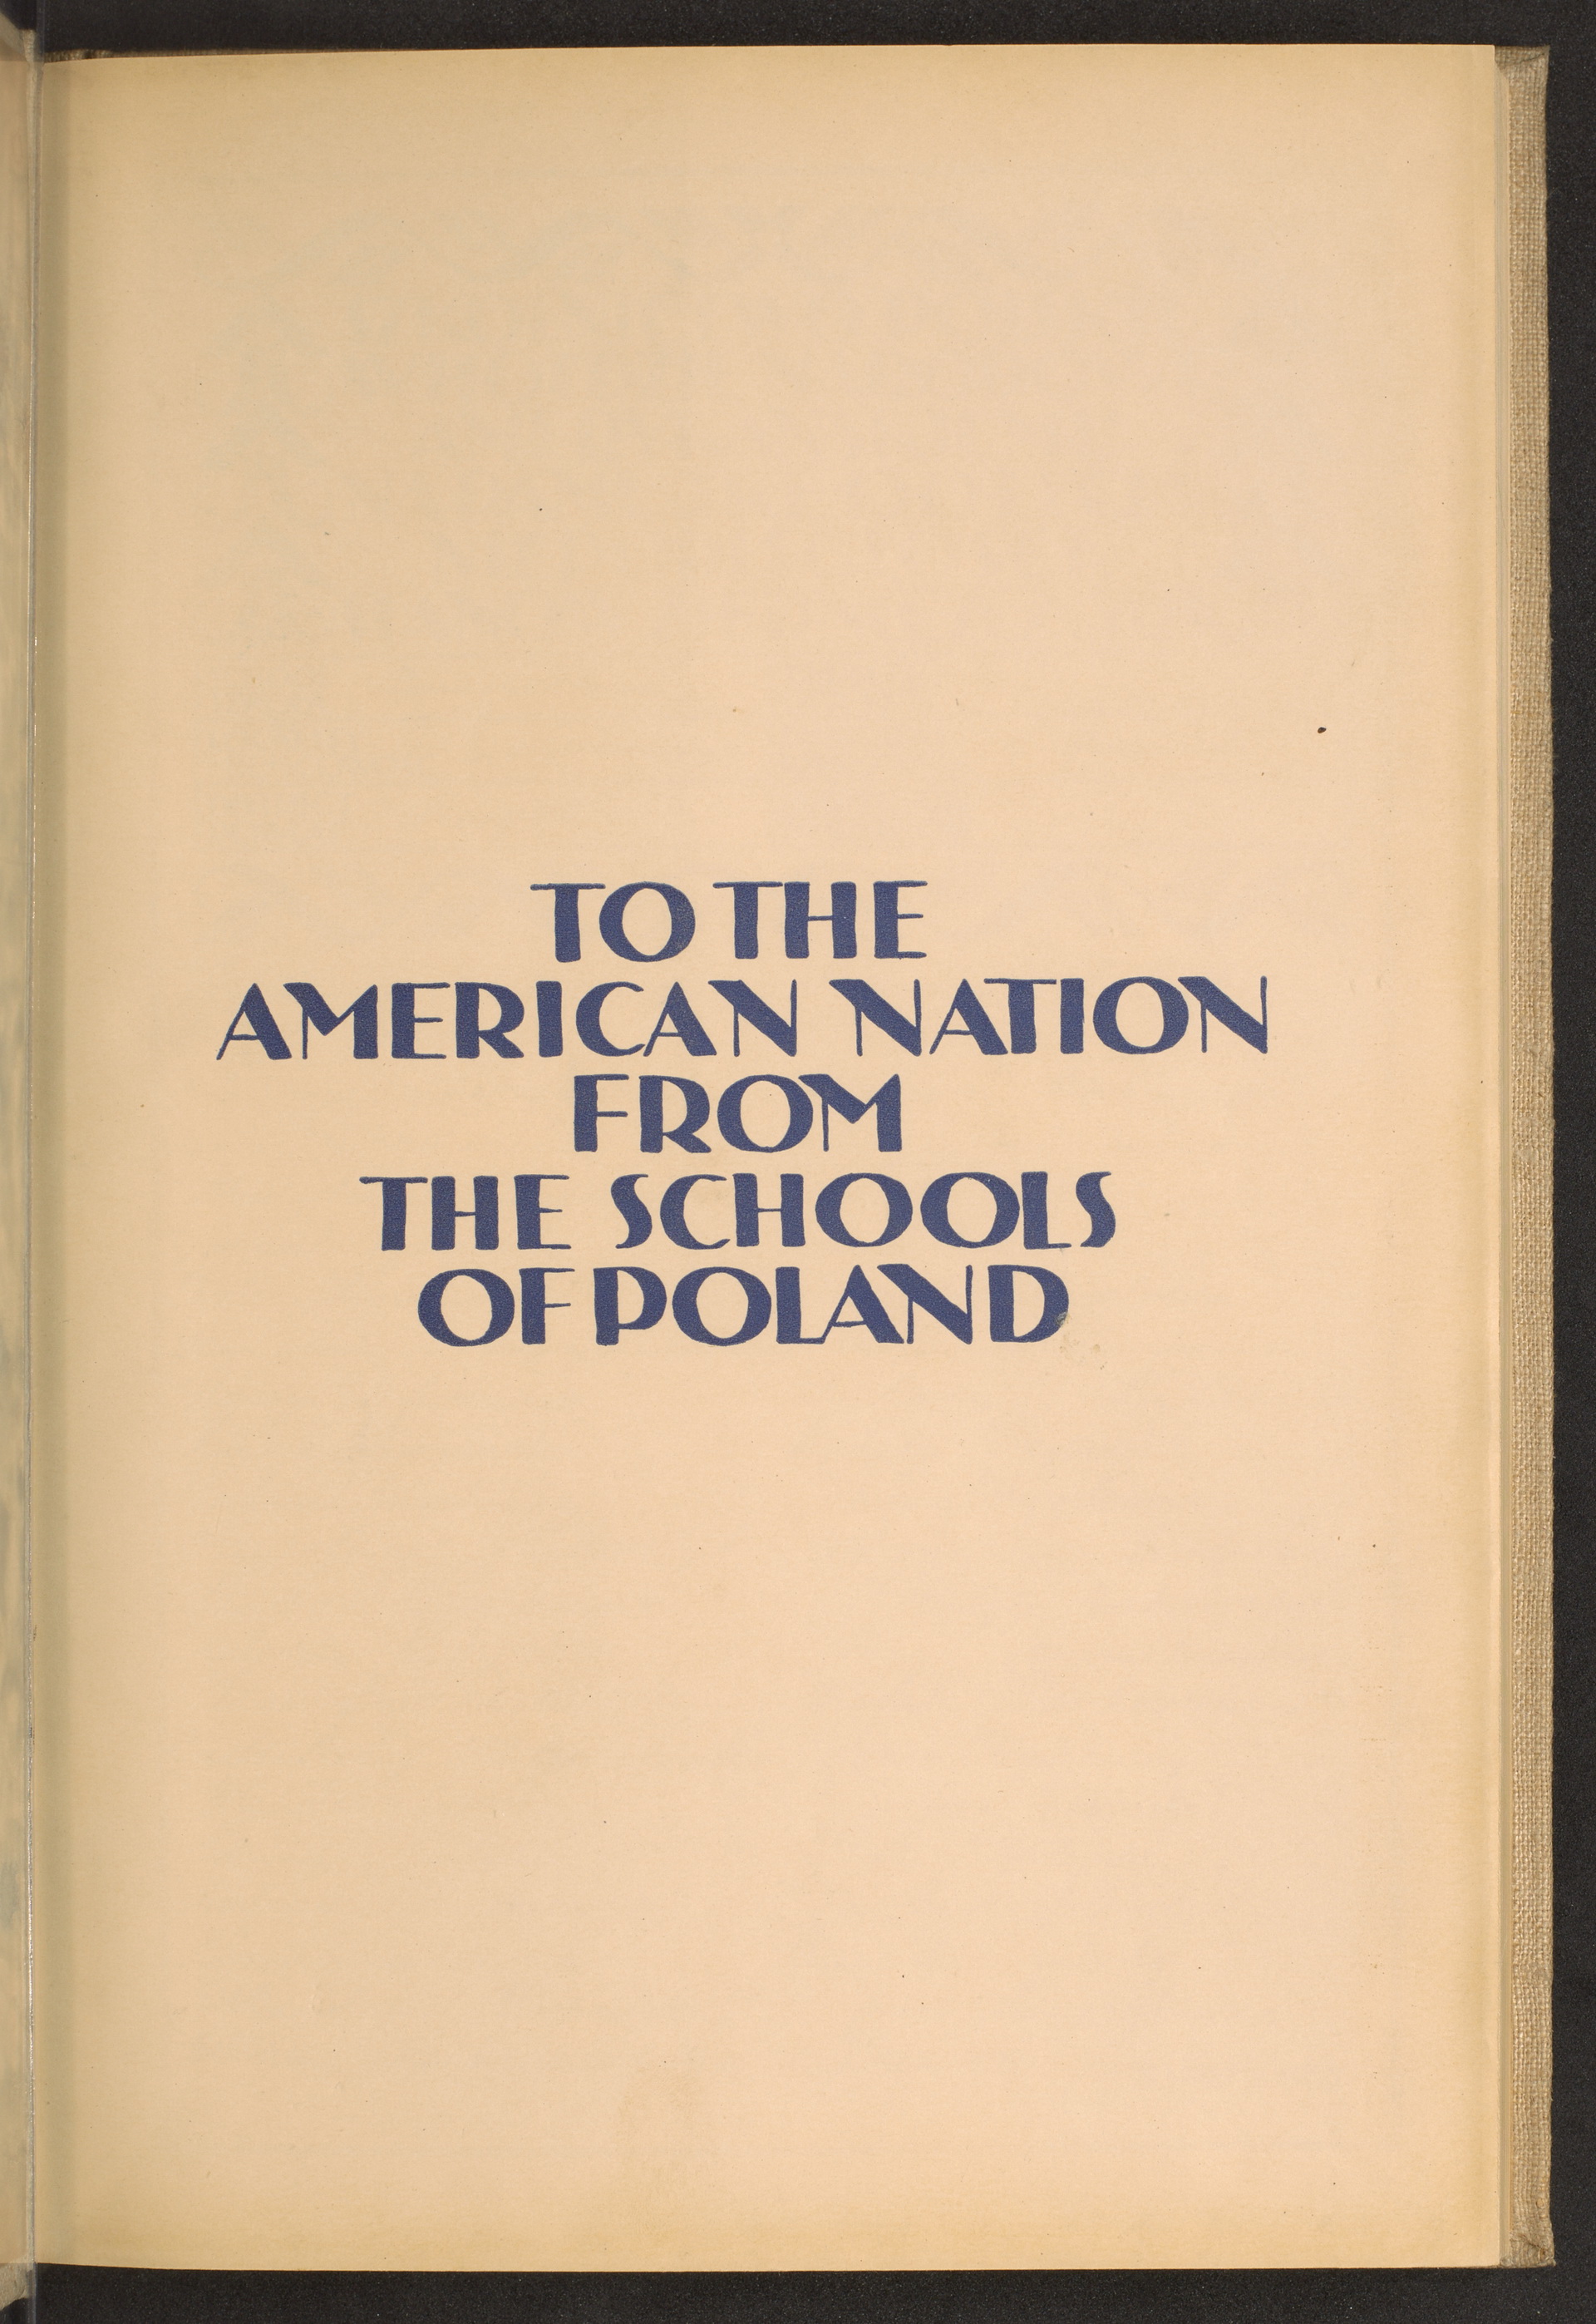 TO THE
AMERICAN NATION
FROM
THE SCHOOLS
OF POLAND